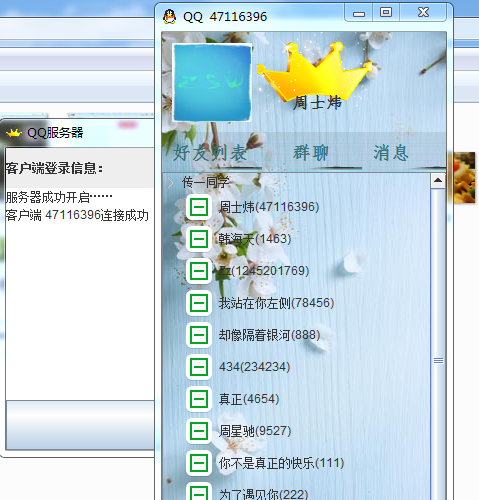 QQ 47116396
ZSW
周士炜
好友列表 群聊 消息
传一同学
周士炜(47116396)
韩海天(1463)
zz(1245201769)
我站在你左侧(78456)
却像隔着银河(888)
434(234234)
真正(4654)
周星驰(9527)
你不是真正的快乐(111)
为了遇见你(222)
QQ服务器
客户端登录信息：
服务器成功开启······
客户端 47116396连接成功